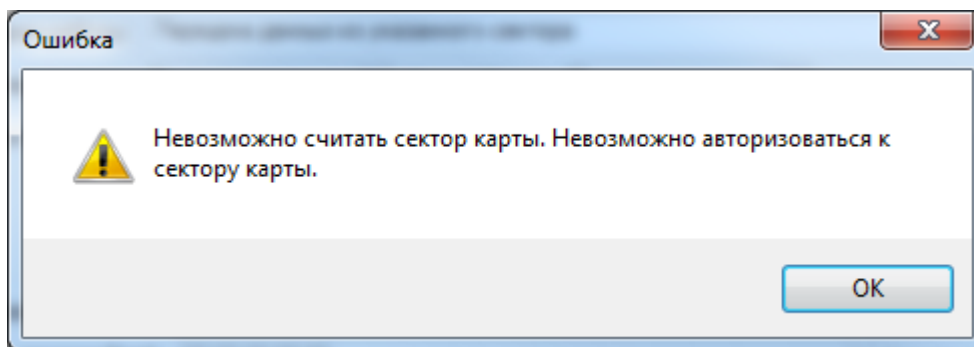 Ошибка
Невозможно считать сектор карты. Невозможно авторизоваться к
сектору карты.
OK